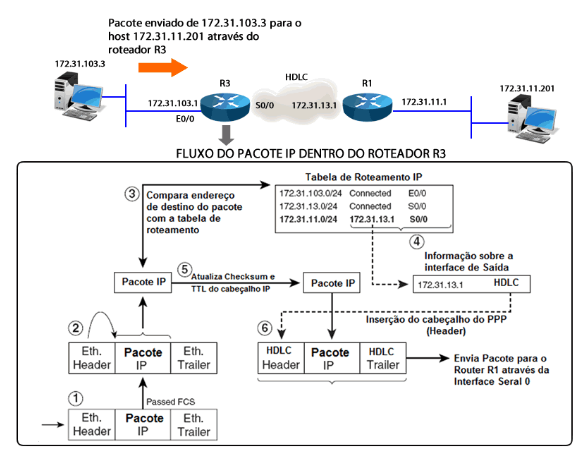 Pacote enviado de 172.31.103.3 para o
host 172.31.11.201 através do
roteador R3
172.31.103.3
R3
HDLC
R1
172.31.11.201
172.31.103.1
E0/0
S0/0
172.31.13.1
172.31.11.1
FLUXO DO PACOTE IP DENTRO DO ROTEADOR R3
3
Compara endereço
de destino do pacote
com a tabela de
roteamento
Tabela de Roteamento IP
172.31.103.0/24 Connected E0/0
172.31.13.0/24 Connected S0/0
172.31.11.0/24 172.31.13.1 S0/0
4
Informação sobre a
interface de Saída
172.31.13.1 HDLC
Pacote IP
5
Atualiza Checksum e
TTL do cabeçalho IP
Pacote IP
Inserção do cabeçalho do PPP
(Header)
2
Eth.
Header
Pacote
IP
Eth.
Trailer
6
HDLC
Header
Pacote
IP
HDLC
Trailer
Envia Pacote para o
Router R1 através da
Interface Seral 0
1
Passed FCS
Eth.
Header
Pacote
IP
Eth.
Trailer